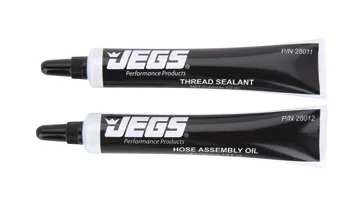 JEGS
Performance Products
P/N 28011
THREAD SEALANT
JEGS
Performance Products
P/N 28012
HOSE ASSEMBLY OIL